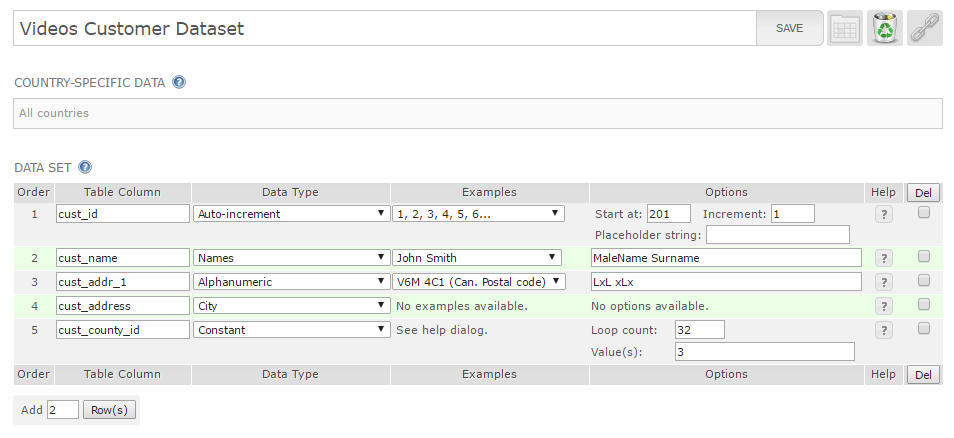 Videos Customer Dataset SAVE
COUNTRY-SPECIFIC DATA ?
All countries
DATA SET ?
Order Table Column Data Type Examples Options Help Del
1 cust_id Auto-increment 1, 2, 3, 4, 5, 6... Start at: 201 Increment: 1 ?
Placeholder string:
2 cust_name Names John Smith MaleName Surname ?
3 cust_addr_1 Alphanumeric V6M 4C1 (Can. Postal code) LxL xLx ?
4 cust_address City No examples available. No options available. ?
5 cust_county_id Constant See help dialog. Loop count: 32 ?
Value(s): 3
Order Table Column Data Type Examples Options Help Del
Add 2 Row(s)